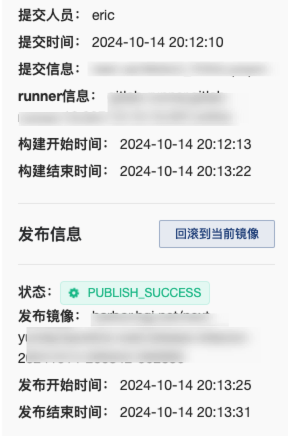 提交人员： eric
提交时间： 2024-10-14 20:12:10
提交信息：
runner信息：
构建开始时间： 2024-10-14 20:12:13
构建结束时间： 2024-10-14 20:13:22
发布信息 回滚到当前镜像
状态： PUBLISH_SUCCESS
发布镜像：
发布开始时间： 2024-10-14 20:13:25
发布结束时间： 2024-10-14 20:13:31